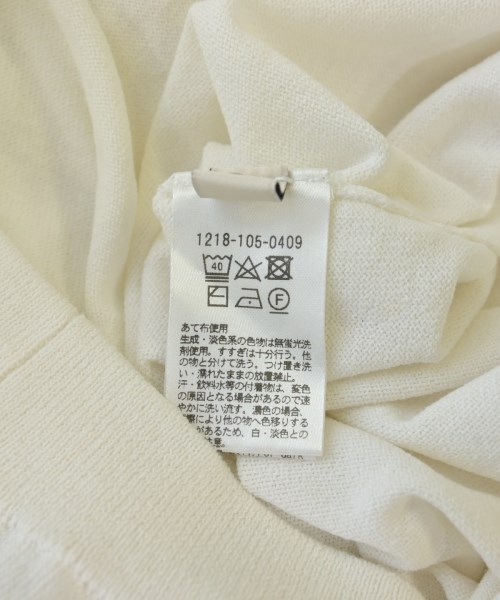 1218-105-0409
40
F
あて布使用
生成・淡色系の色物は無蛍光洗
剤使用。すすぎは十分行う。他
の物と分けて洗う。つけ置き洗
い・濡れたままの放置禁止。
汗・飲料水等の付着物は、変色
の原因となる場合があるので速
やかに洗い流す。濃色の場合、
により他の物へ色移りする
があるため、白・淡色との
注意。